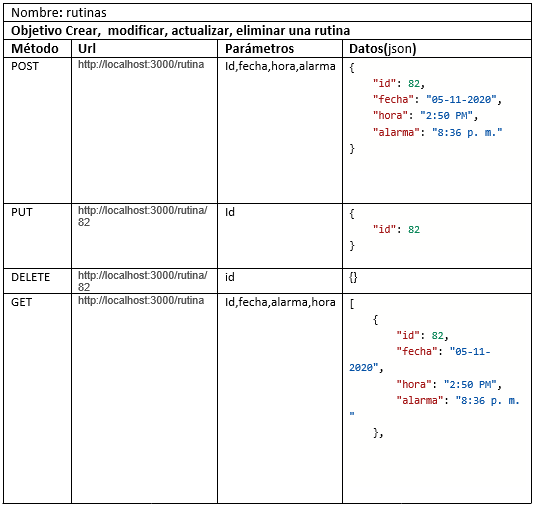 Nombre: rutinas
Objetivo Crear, modificar, actualizar, eliminar una rutina
Método Url Parámetros Datos(json)
POST http://localhost:3000/rutina Id,fecha,hora,alarma {
"id": 82,
"fecha": "05-11-2020",
"hora": "2:50 PM",
"alarma": "8:36 p. m."
}
PUT http://localhost:3000/rutina/ Id {
82 "id": 82
}
DELETE http://localhost:3000/rutina/ id {}
82
GET http://localhost:3000/rutina Id,fecha,alarma,hora [
{
"id": 82,
"fecha": "05-11-
2020",
"hora": "2:50 PM",
"alarma": "8:36 p. m.
"
},